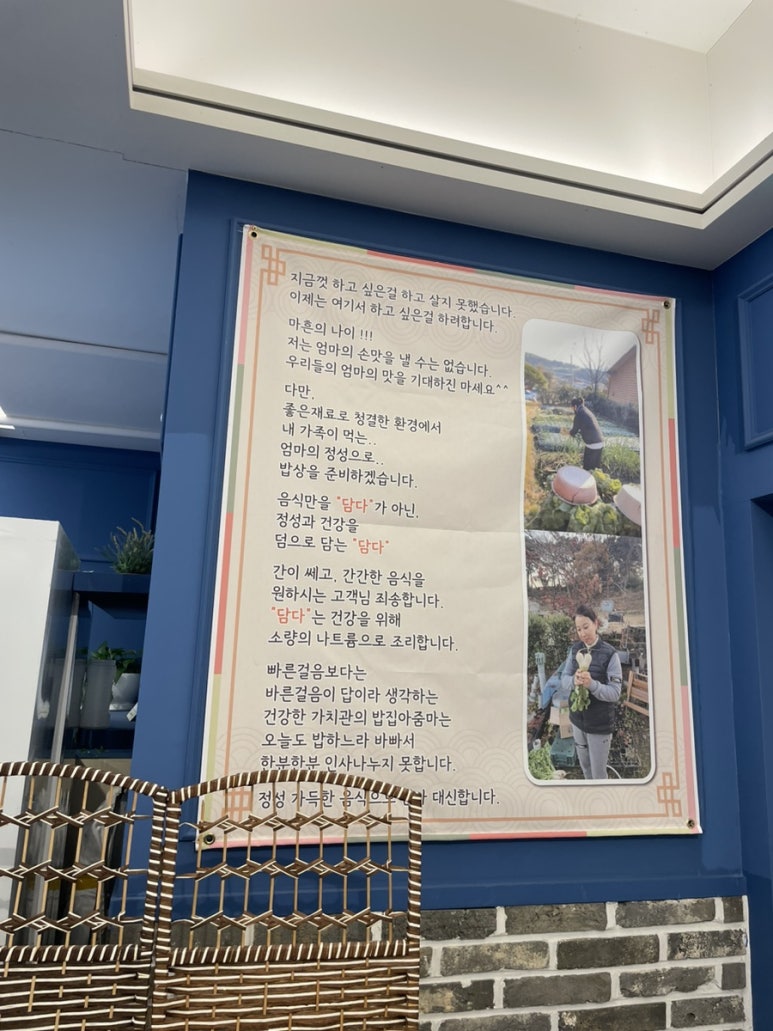 지금껏 하고 싶은걸 하고 살지 못했습니다.
이제는 여기서 하고 싶은걸 하려합니다.
마흔의 나이 !!!
저는 엄마의 손맛을 낼 수는 없습니다.
우리들의 엄마의 맛을 기대하진 마세요^^
다만,
좋은재료로 청결한 환경에서
내 가족이 먹는..
엄마의 정성으로..
밥상을 준비하겠습니다.
음식만을 "담다"가 아닌,
정성과 건강을
덤으로 담는 "담다"
간이 쎄고, 간간한 음식을
원하시는 고객님 죄송합니다.
"담다"는 건강을 위해
소량의 나트륨으로 조리합니다.
빠른걸음보다는
바른걸음이 답이라 생각하는
건강한 가치관의 밥집아줌마는
오늘도 밥하느라 바빠서
한분한분 인사나누지 못합니다.
정성 가득한 음식으로 대신합니다.